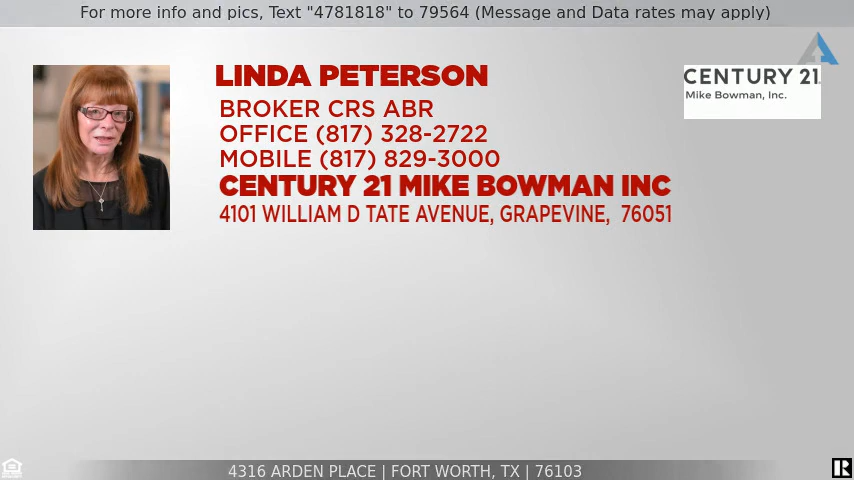 For more info and pics, Text "4781818" to 79564 (Message and Data rates may apply)
LINDA PETERSON
BROKER CRS ABR
OFFICE (817) 328-2722
MOBILE (817) 829-3000
CENTURY 21 MIKE BOWMAN INC
4101 WILLIAM D TATE AVENUE, GRAPEVINE, 76051
CENTURY 21.
Mike Bowman, Inc.
4316 ARDEN PLACE | FORT WORTH, TX | 76103